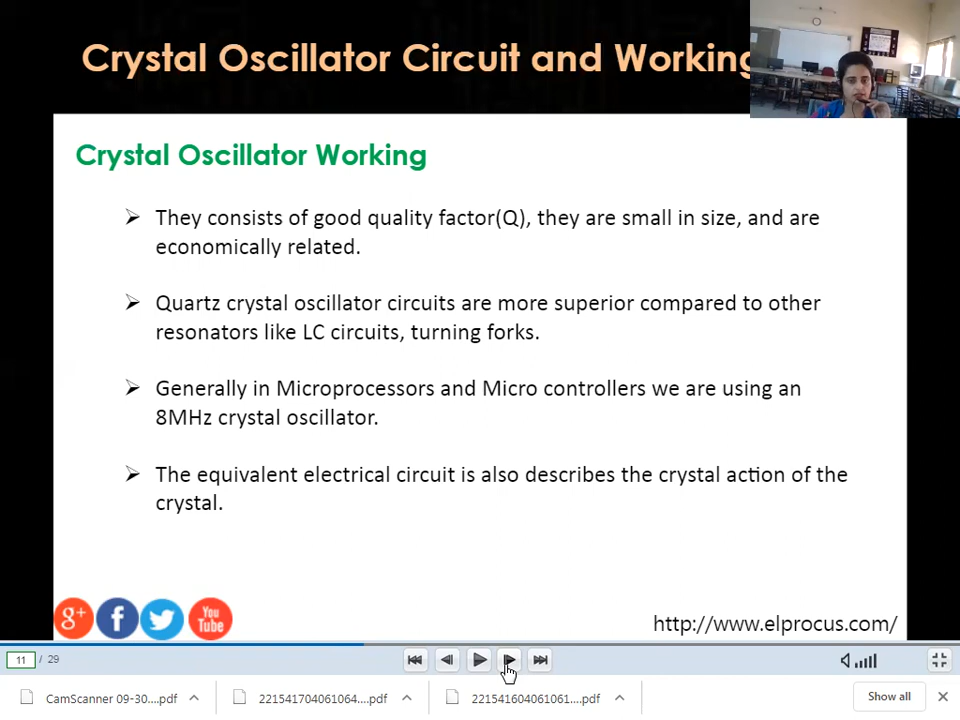 Crystal Oscillator Circuit and Working
Crystal Oscillator Working
They consists of good quality factor(Q), they are small in size, and are
economically related.
Quartz crystal oscillator circuits are more superior compared to other
resonators like LC circuits, turning forks.
Generally in Microprocessors and Micro controllers we are using an
8MHz crystal oscillator.
The equivalent electrical circuit is also describes the crystal action of the
crystal.
g+ f You Tube
http://www.elprocus.com/
11 / 29
CamScanner 09-30....pdf 221541704061064....pdf 221541604061061....pdf Show all